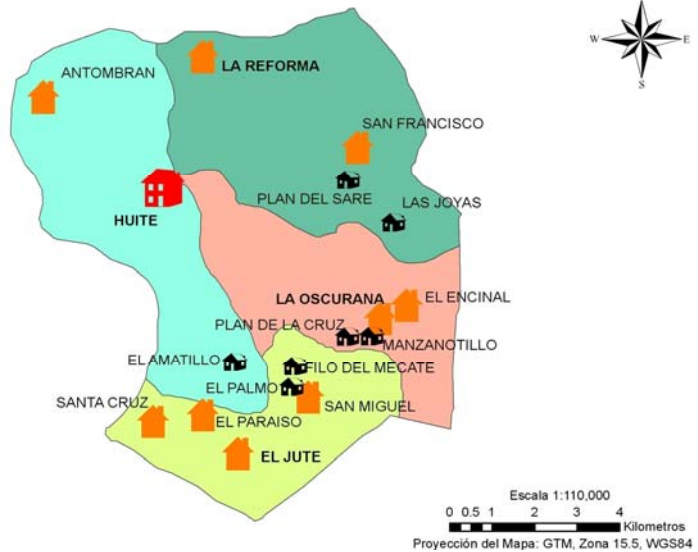 N
W
E
S
ANTOMBRAN
LA REFORMA
SAN FRANCISCO
PLAN DEL SARE
LAS JOYAS
HUITE
LA OSCURANA
EL ENCINAL
PLAN DE LA CRUZ
MANZANOTILLO
EL AMATILLO
FILO DEL MECATE
EL PALMO
SANTA CRUZ
SAN MIGUEL
EL PARAISO
EL JUTE
Escala 1:110,000
0 0.5 1 2 3 4
Kilometros
Proyección del Mapa: GTM, Zona 15.5, WGS84